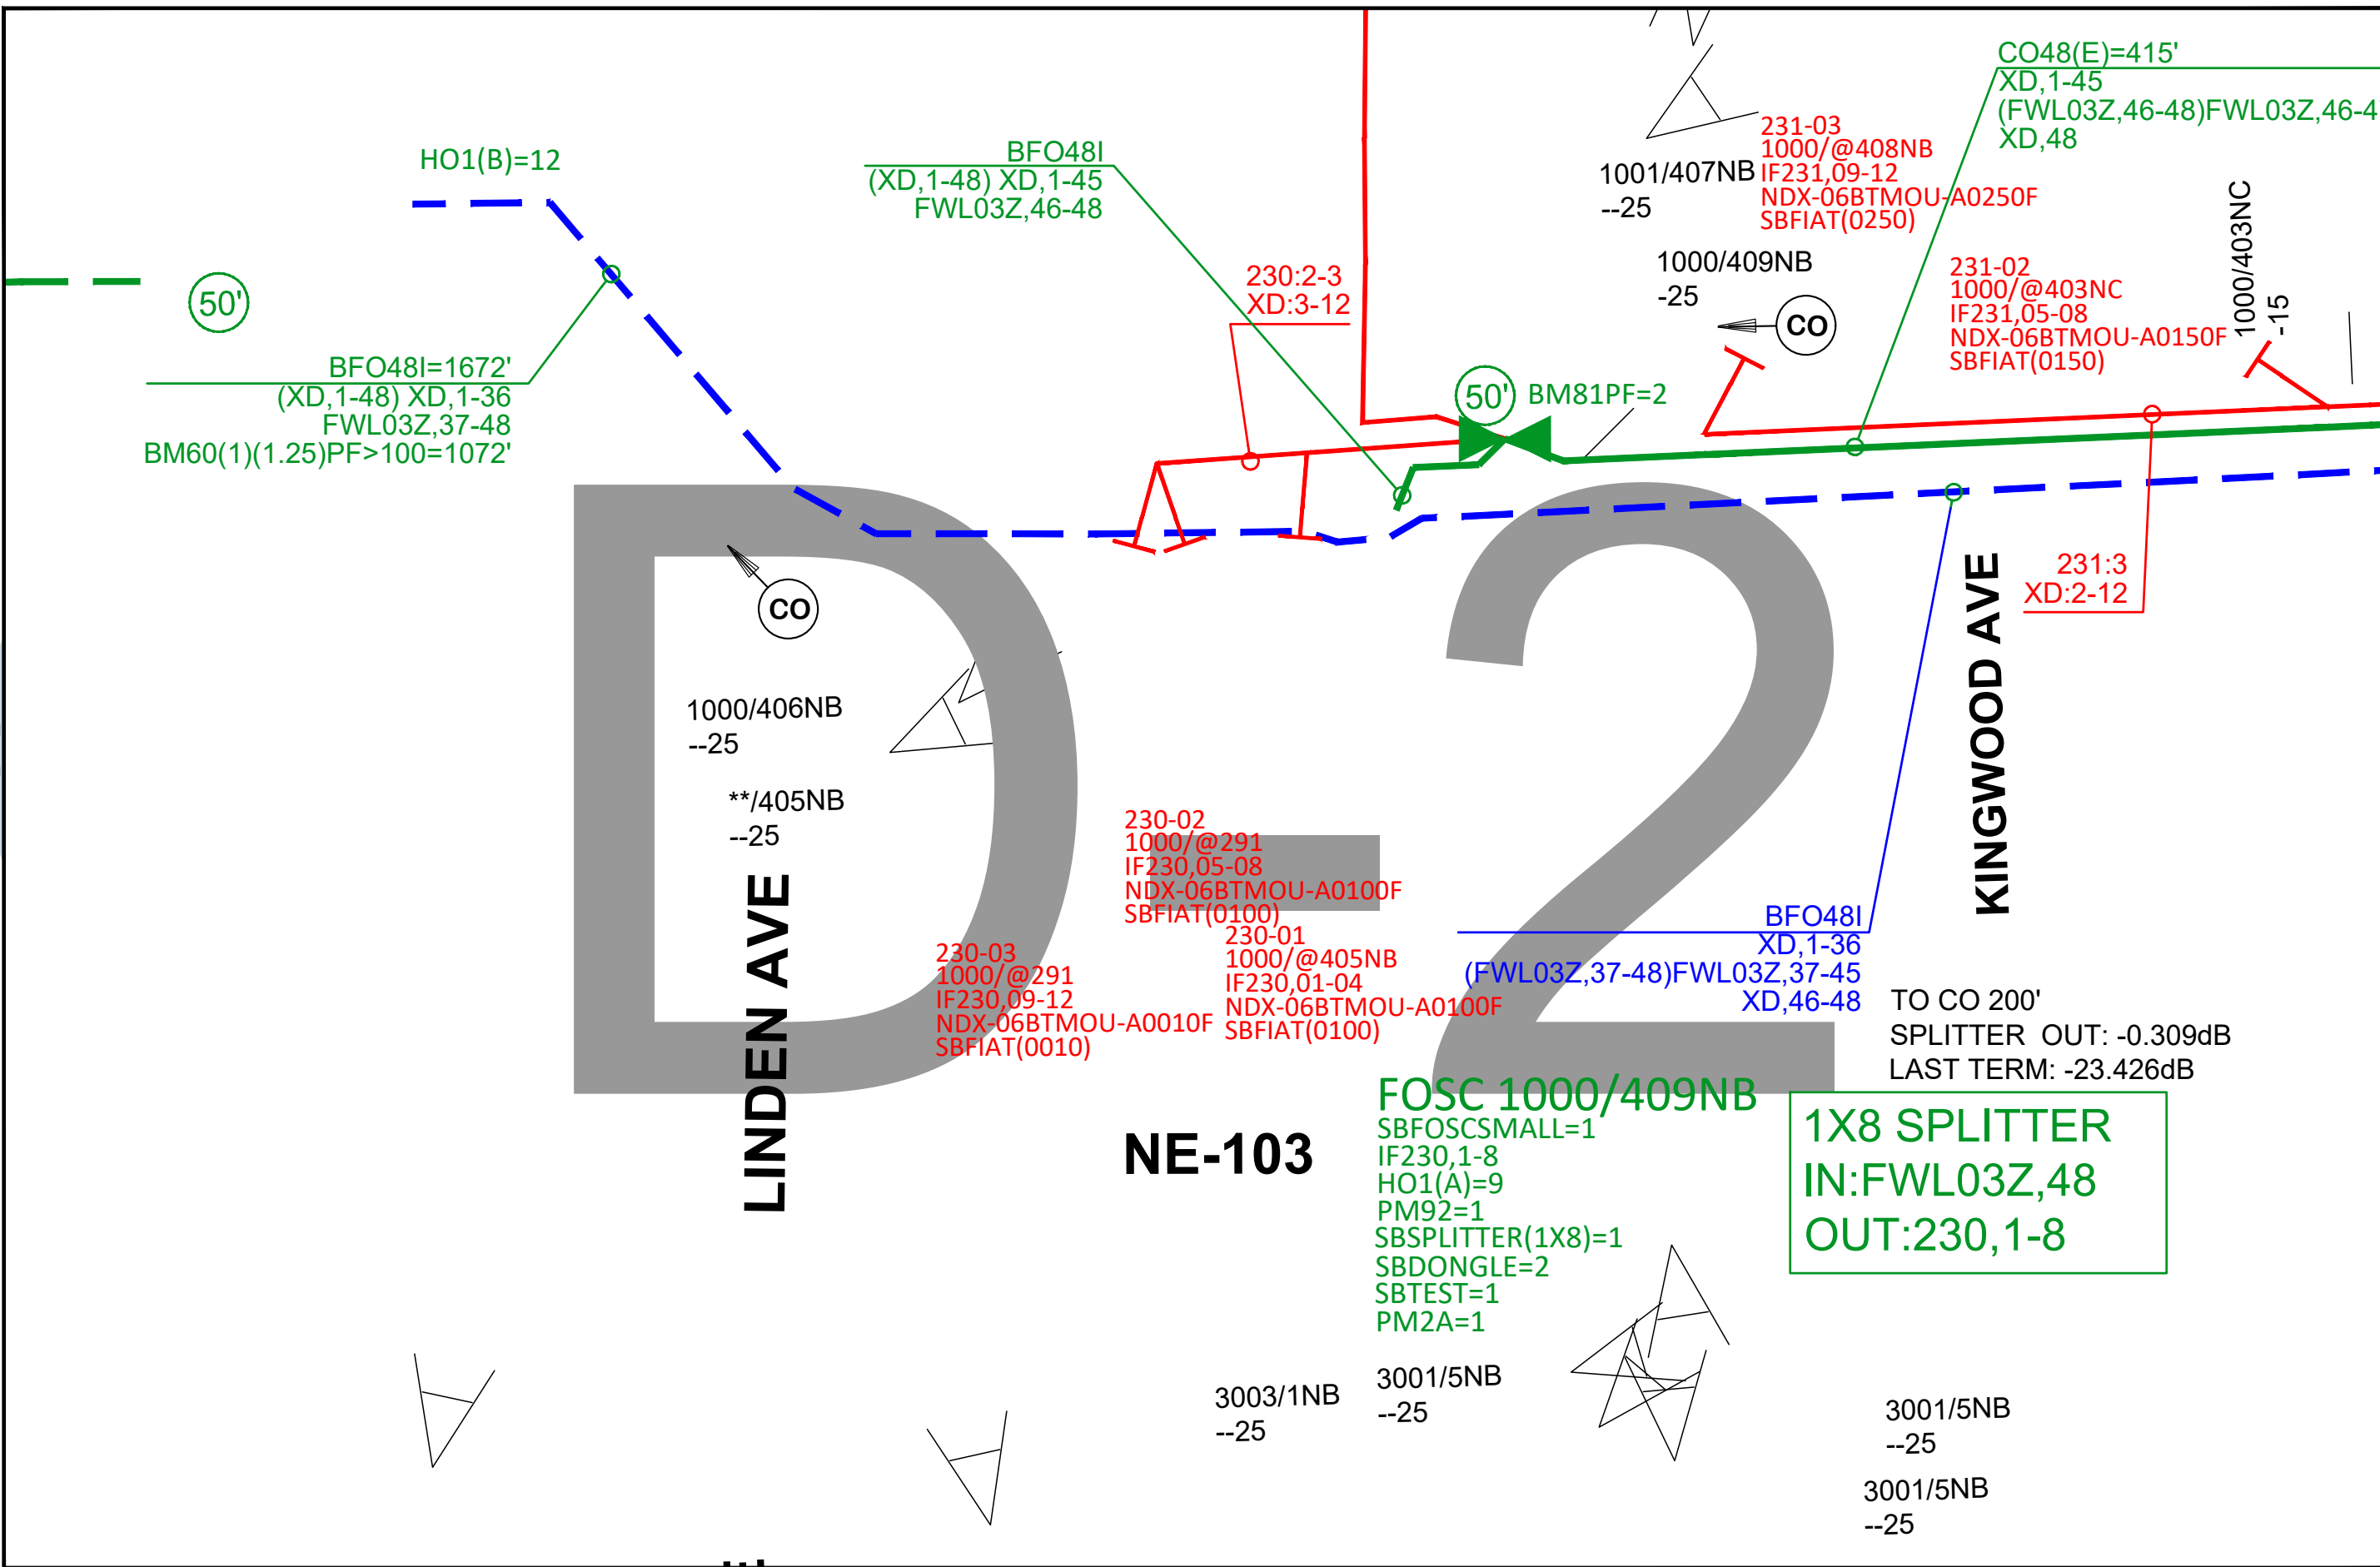 CO48(E)=415'
XD,1-45
(FWL03Z,46-48)FWL03Z,46-4
XD,48
HO1(B)=12
BFO48I
(XD,1-48) XD,1-45
FWL03Z,46-48
231-03
1000/@408NB
IF231,09-12
NDX-06BTMOU-A0250F
SBFIAT(0250)
1001/407NB
--25
1000/409NB
-25
CO
231-02
1000/@403NC
IF231,05-08
NDX-06BTMOU-A0150F
SBFIAT(0150)
1000/403NC
-15
50'
230:2-3
XD:3-12
BFO48I=1672'
(XD,1-48) XD,1-36
FWL03Z,37-48
BM60(1)(1.25)PF>100=1072'
50'
BM81PF=2
D-2
CO
231:3
XD:2-12
KINGWOOD AVE
1000/406NB
--25
**/405NB
--25
LINDEN AVE
230-02
1000/@291
IF230,05-08
NDX-06BTMOU-A0100F
SBFIAT(0100)
230-01
1000/@405NB
IF230,01-04
NDX-06BTMOU-A0100F
SBFIAT(0100)
230-03
1000/@291
IF230,09-12
NDX-06BTMOU-A0010F
SBFIAT(0010)
BFO48I
XD,1-36
(FWL03Z,37-48)FWL03Z,37-45
XD,46-48
TO CO 200'
SPLITTER OUT: -0.309dB
LAST TERM: -23.426dB
NE-103
FOSC 1000/409NB
SBFOSCSMALL=1
IF230,1-8
HO1(A)=9
PM92=1
SBSPLITTER(1X8)=1
SBDONGLE=2
SBTEST=1
PM2A=1
1X8 SPLITTER
IN:FWL03Z,48
OUT:230,1-8
3003/1NB
--25
3001/5NB
--25
3001/5NB
--25
3001/5NB
--25